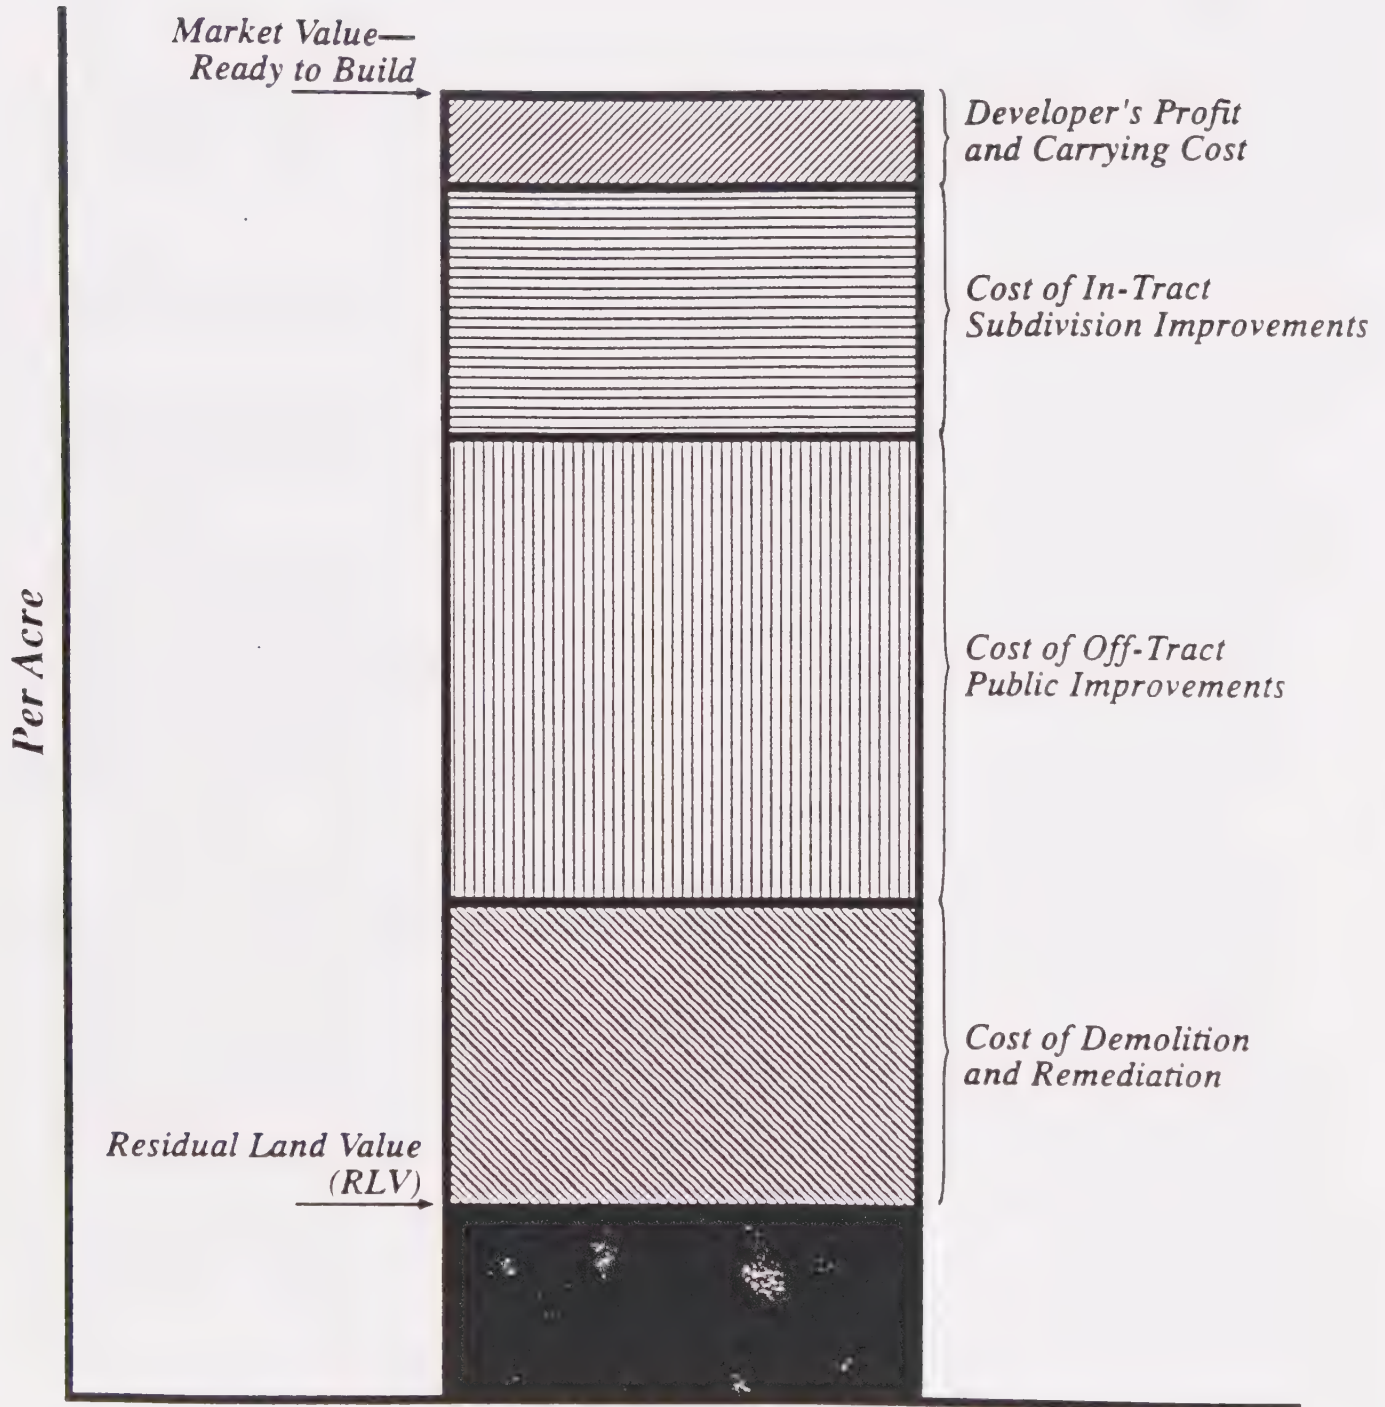 Market Value—
Ready to Build
Developer's Profit
and Carrying Cost
Cost of In-Tract
Subdivision Improvements
Per Acre
Cost of Off-Tract
Public Improvements
Cost of Demolition
and Remediation
Residual Land Value
(RLV)